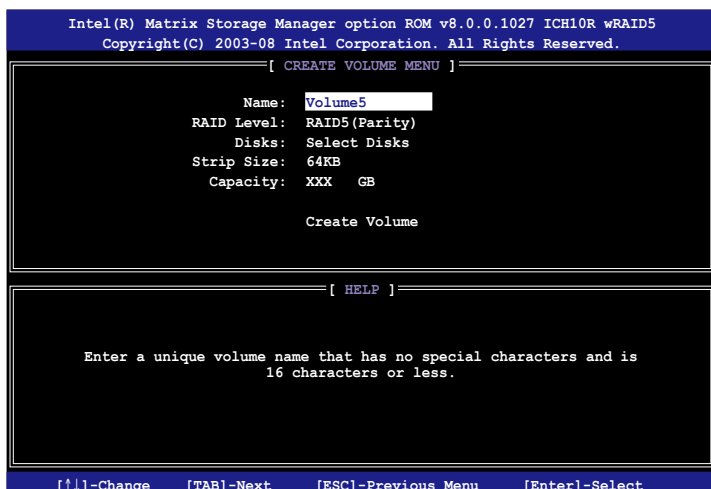 Intel(R) Matrix Storage Manager option ROM v8.0.0.1027 ICH10R wRAID5
Copyright(C) 2003-08 Intel Corporation. All Rights Reserved.
[ CREATE VOLUME MENU ]
Name: Volume5
RAID Level: RAID5(Parity)
Disks: Select Disks
Strip Size: 64KB
Capacity: XXX GB
Create Volume
[ HELP ]
Enter a unique volume name that has no special characters and is
16 characters or less.
[↑↓]-Change [TAB]-Next [ESC]-Previous Menu [Enter]-Select